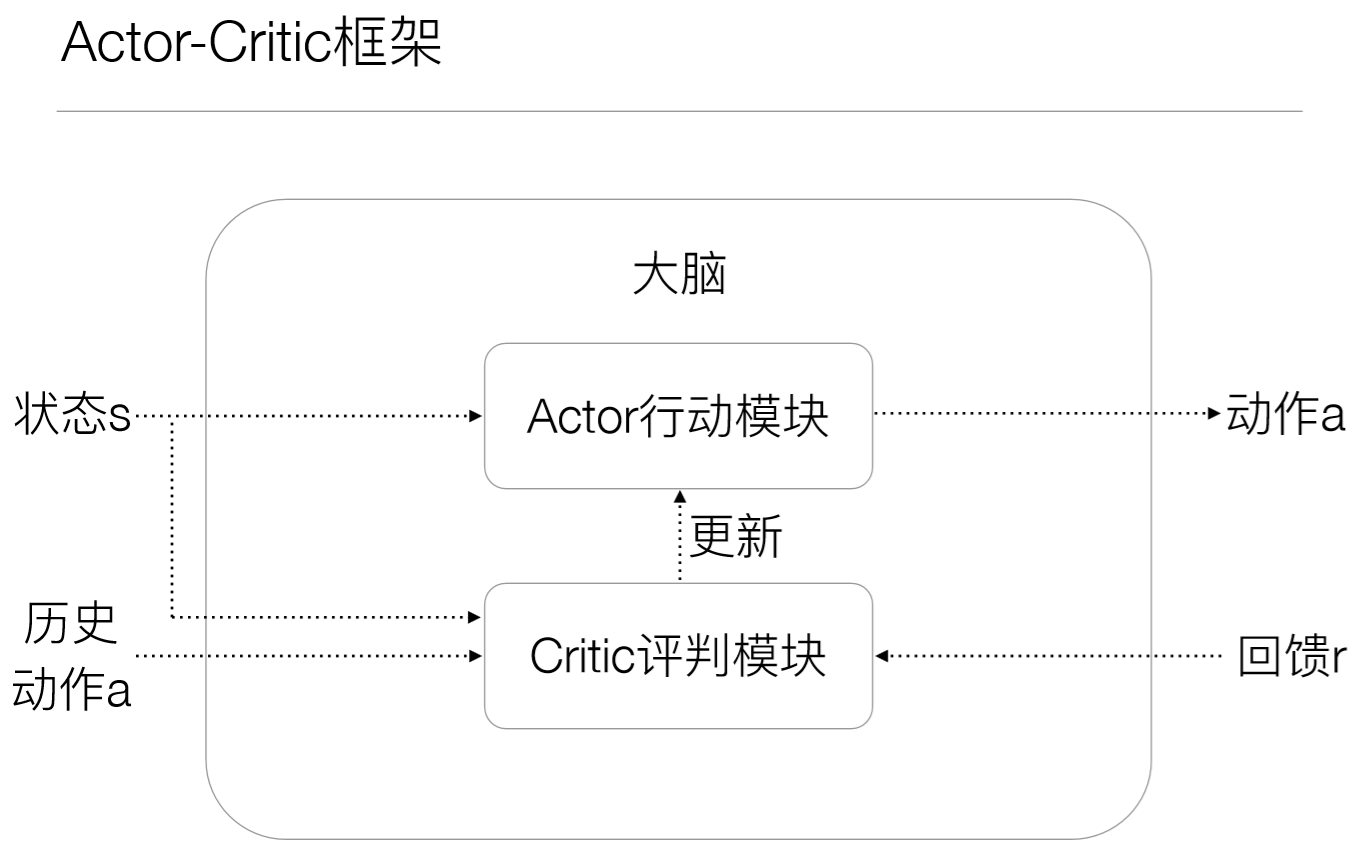 Actor-Critic框架
大脑
状态s
Actor行动模块
动作a
更新
历史
动作a
Critic评判模块
回馈r